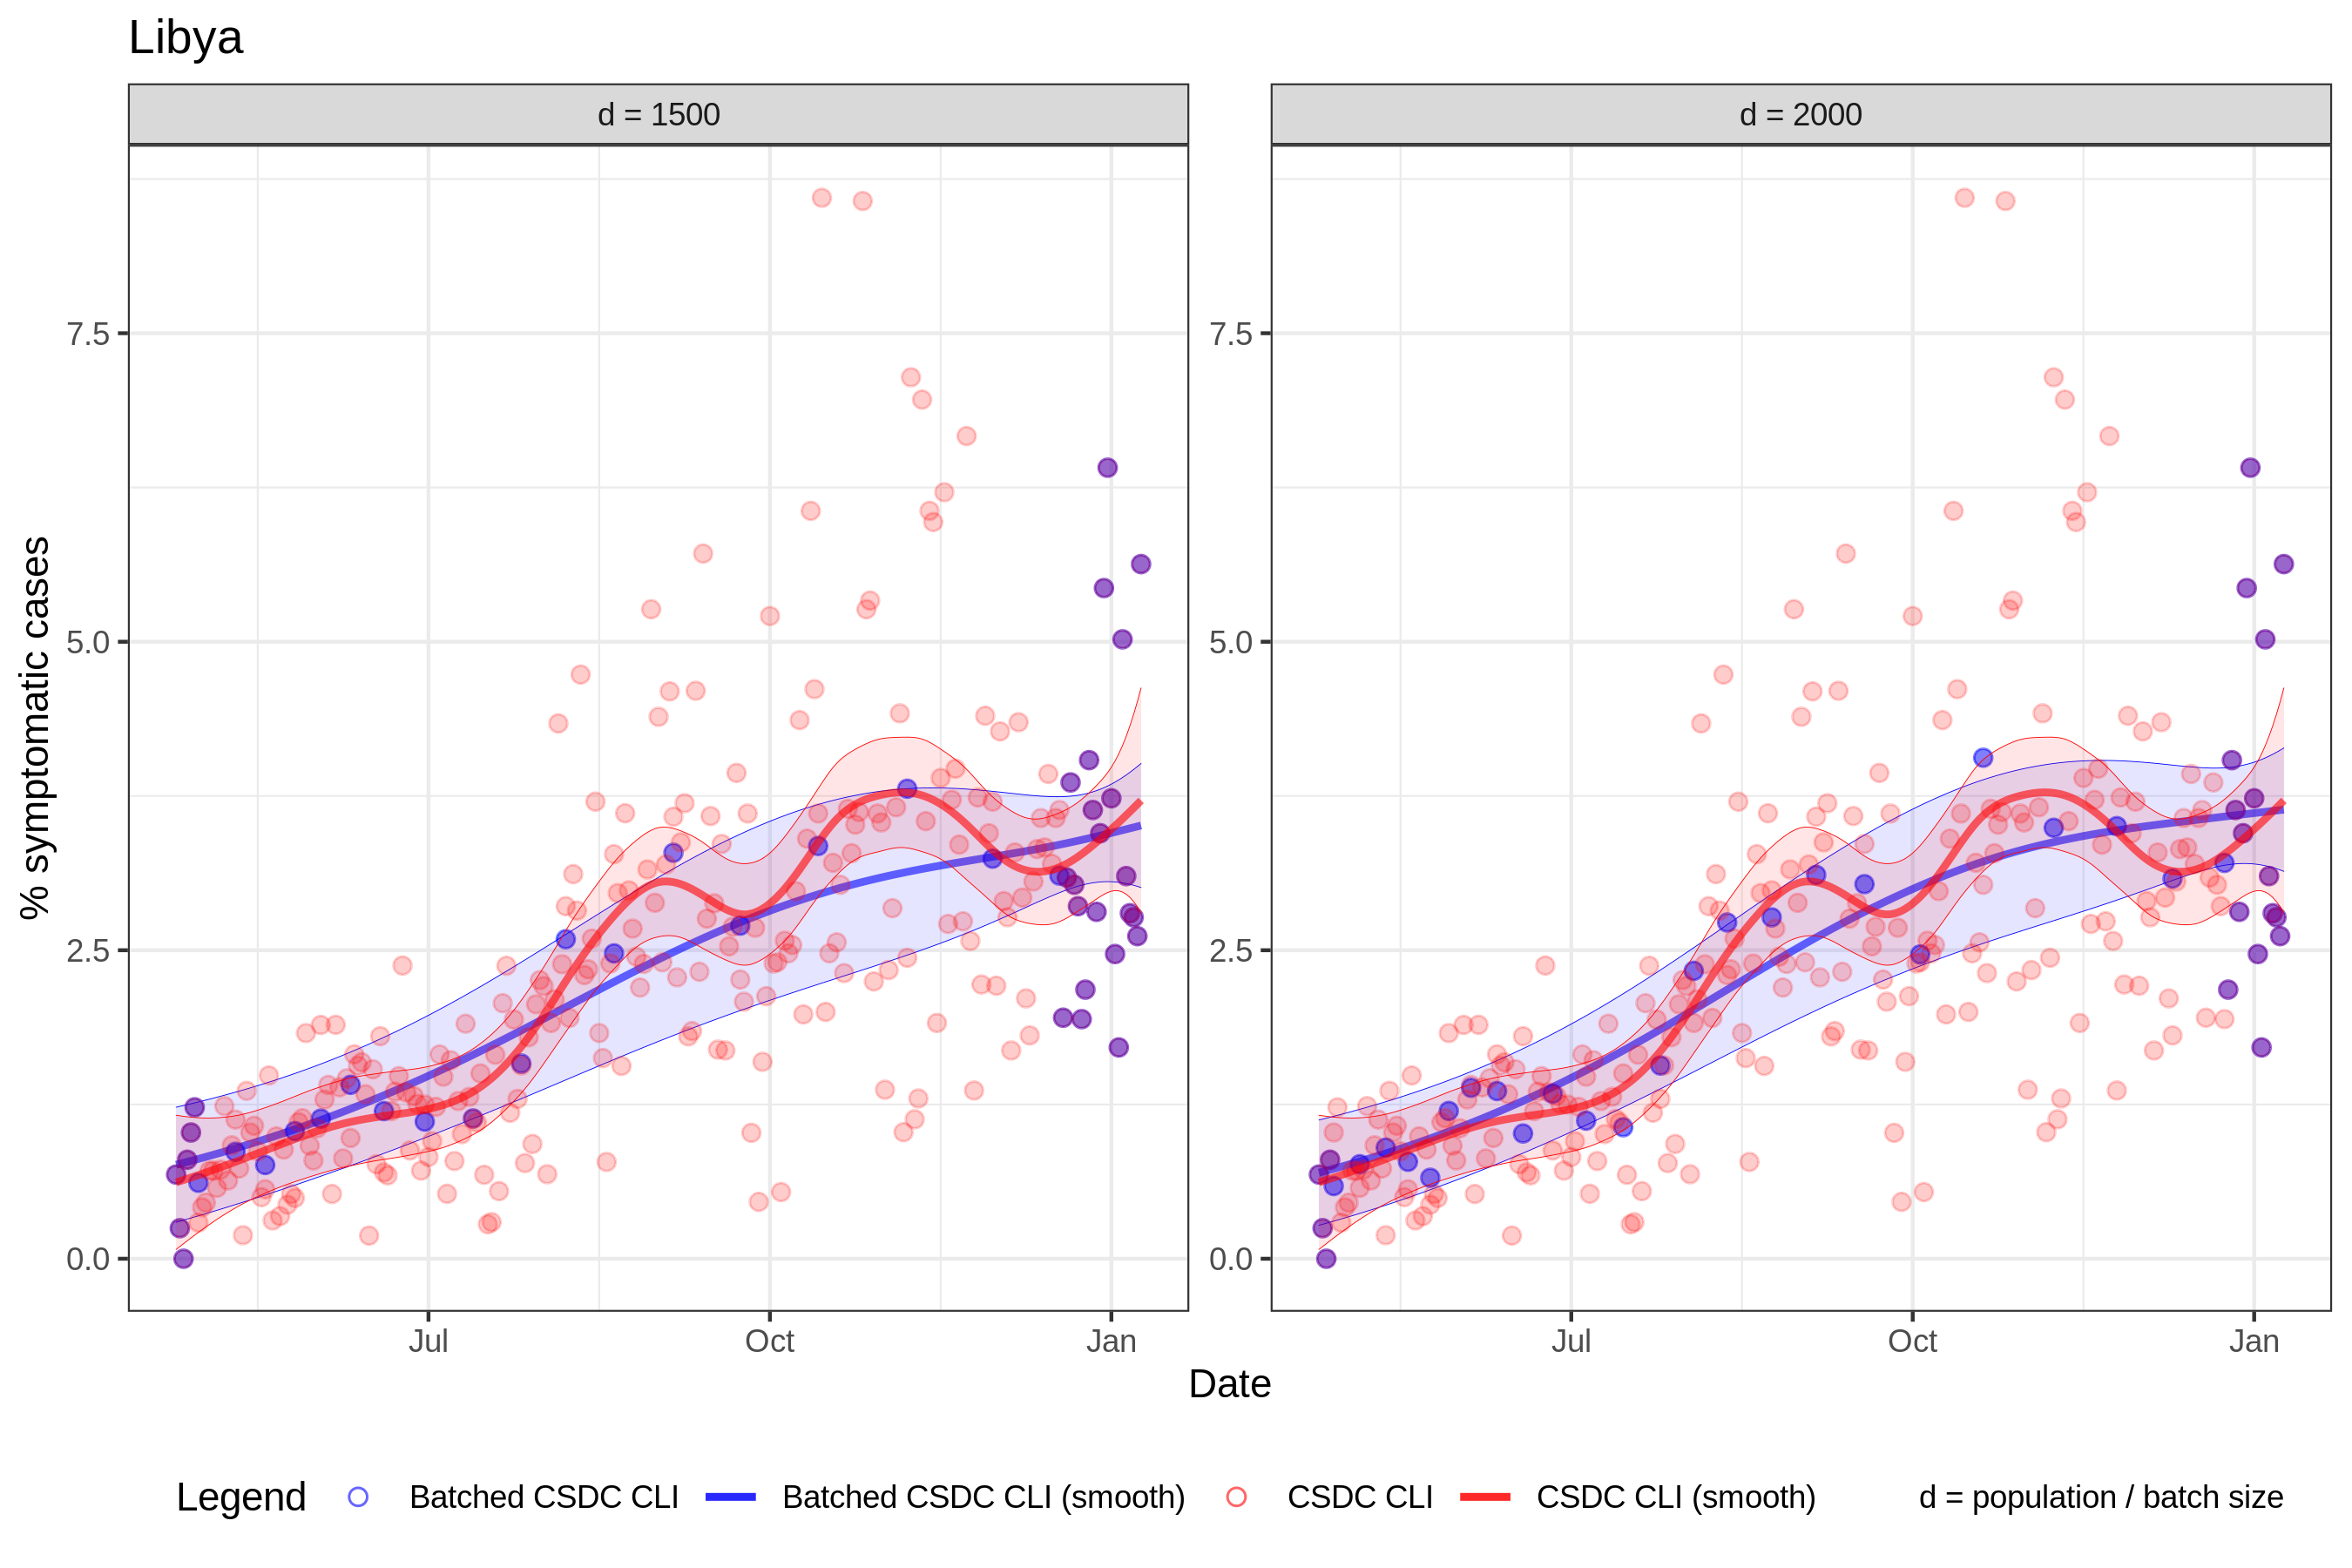 Libya
d = 1500
d = 2000
% symptomatic cases
7.5
5.0
2.5
0.0
7.5
5.0
2.5
0.0
Jul
Oct
Jan
Jul
Oct
Jan
Date
Legend
Batched CSDC CLI
Batched CSDC CLI (smooth)
CSDC CLI
CSDC CLI (smooth)
d = population / batch size